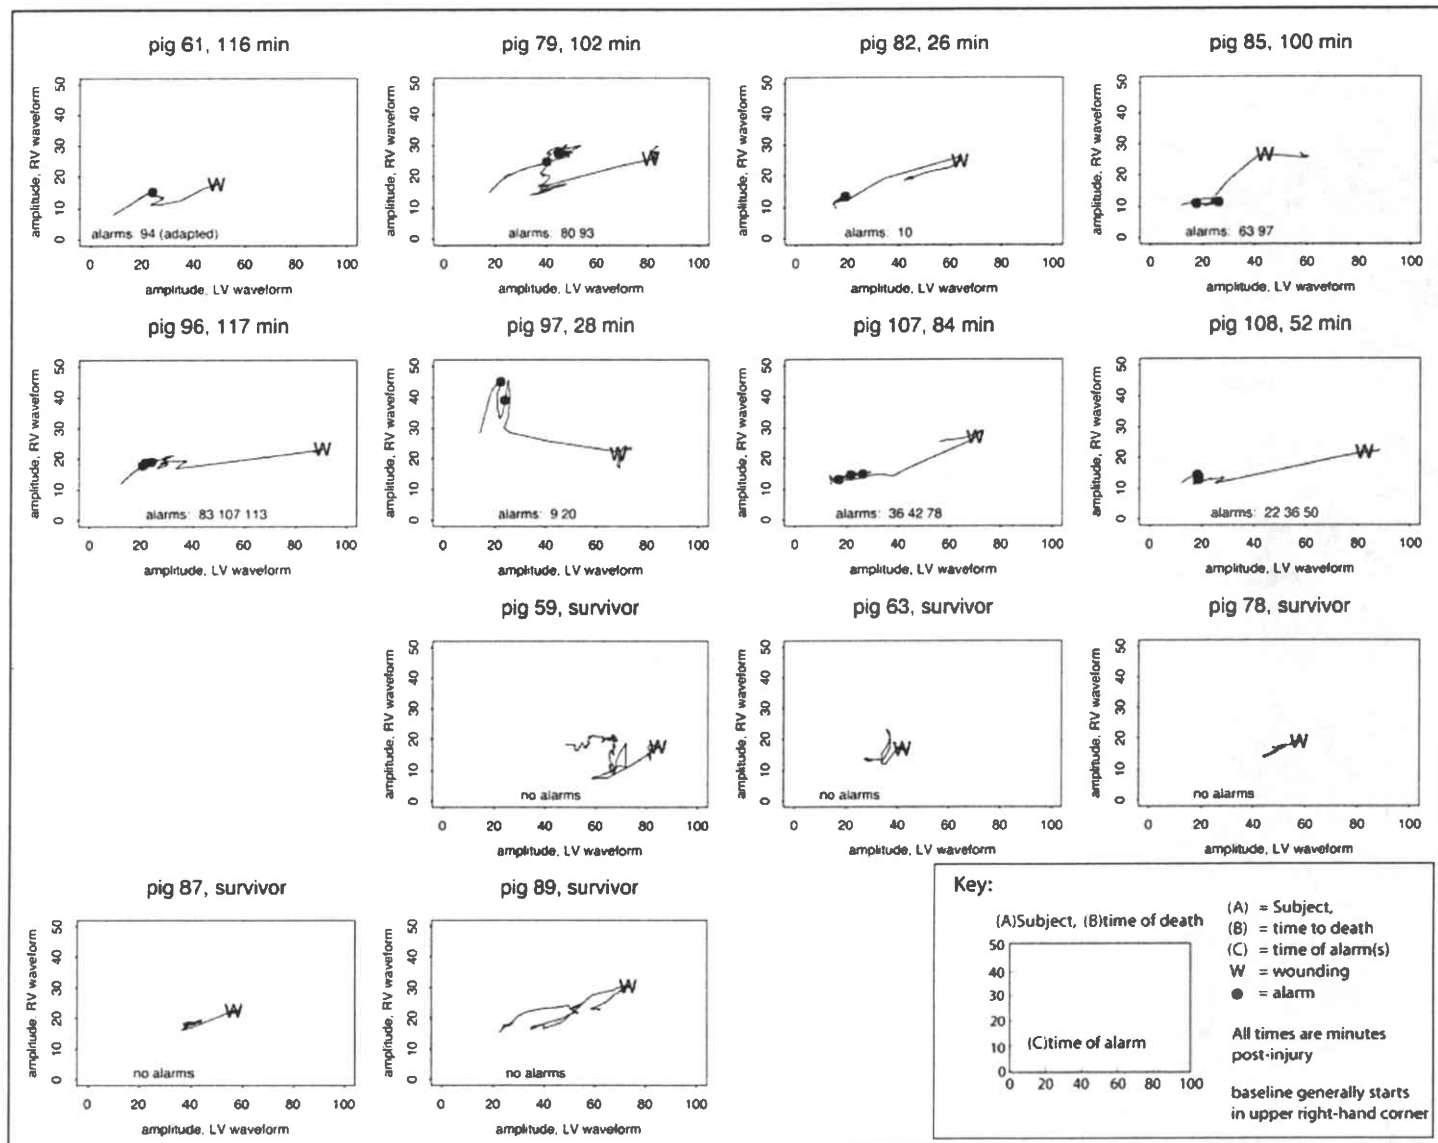 pig 61, 116 min
amplitude, RV waveform
50
40
30
20
10
0
alarms: 94 (adapted)
0 20 40 60 80 100
amplitude, LV waveform
pig 79, 102 min
amplitude, RV waveform
50
40
30
20
10
0
W
alarms: 80 93
0 20 40 60 80 100
amplitude, LV waveform
pig 82, 26 min
amplitude, RV waveform
50
40
30
20
10
0
W
alarms: 10
0 20 40 60 80 100
amplitude, LV waveform
pig 85, 100 min
amplitude, RV waveform
50
40
30
20
10
0
W
alarms: 63 97
0 20 40 60 80 100
amplitude, LV waveform
pig 96, 117 min
amplitude, RV waveform
50
40
30
20
10
0
W
alarms: 83 107 113
0 20 40 60 80 100
amplitude, LV waveform
pig 97, 28 min
amplitude, RV waveform
50
40
30
20
10
0
W
alarms: 9 20
0 20 40 60 80 100
amplitude, LV waveform
pig 107, 84 min
amplitude, RV waveform
50
40
30
20
10
0
W
alarms: 36 42 78
0 20 40 60 80 100
amplitude, LV waveform
pig 108, 52 min
amplitude, RV waveform
50
40
30
20
10
0
W
alarms: 22 36 50
0 20 40 60 80 100
amplitude, LV waveform
pig 59, survivor
amplitude, RV waveform
50
40
30
20
10
0
W
no alarms
0 20 40 60 80 100
amplitude, LV waveform
pig 63, survivor
amplitude, RV waveform
50
40
30
20
10
0
W
no alarms
0 20 40 60 80 100
amplitude, LV waveform
pig 78, survivor
amplitude, RV waveform
50
40
30
20
10
0
W
no alarms
0 20 40 60 80 100
amplitude, LV waveform
pig 87, survivor
amplitude, RV waveform
50
40
30
20
10
0
W
no alarms
0 20 40 60 80 100
amplitude, LV waveform
pig 89, survivor
amplitude, RV waveform
50
40
30
20
10
0
W
no alarms
0 20 40 60 80 100
amplitude, LV waveform
Key:
(A)Subject, (B)time of death
50
40
30
20
10
0
(C)time of alarm
0 20 40 60 80 100
(A) = Subject,
(B) = time to death
(C) = time of alarm(s)
W = wounding
● = alarm
All times are minutes
post-injury
baseline generally starts
in upper right-hand corner